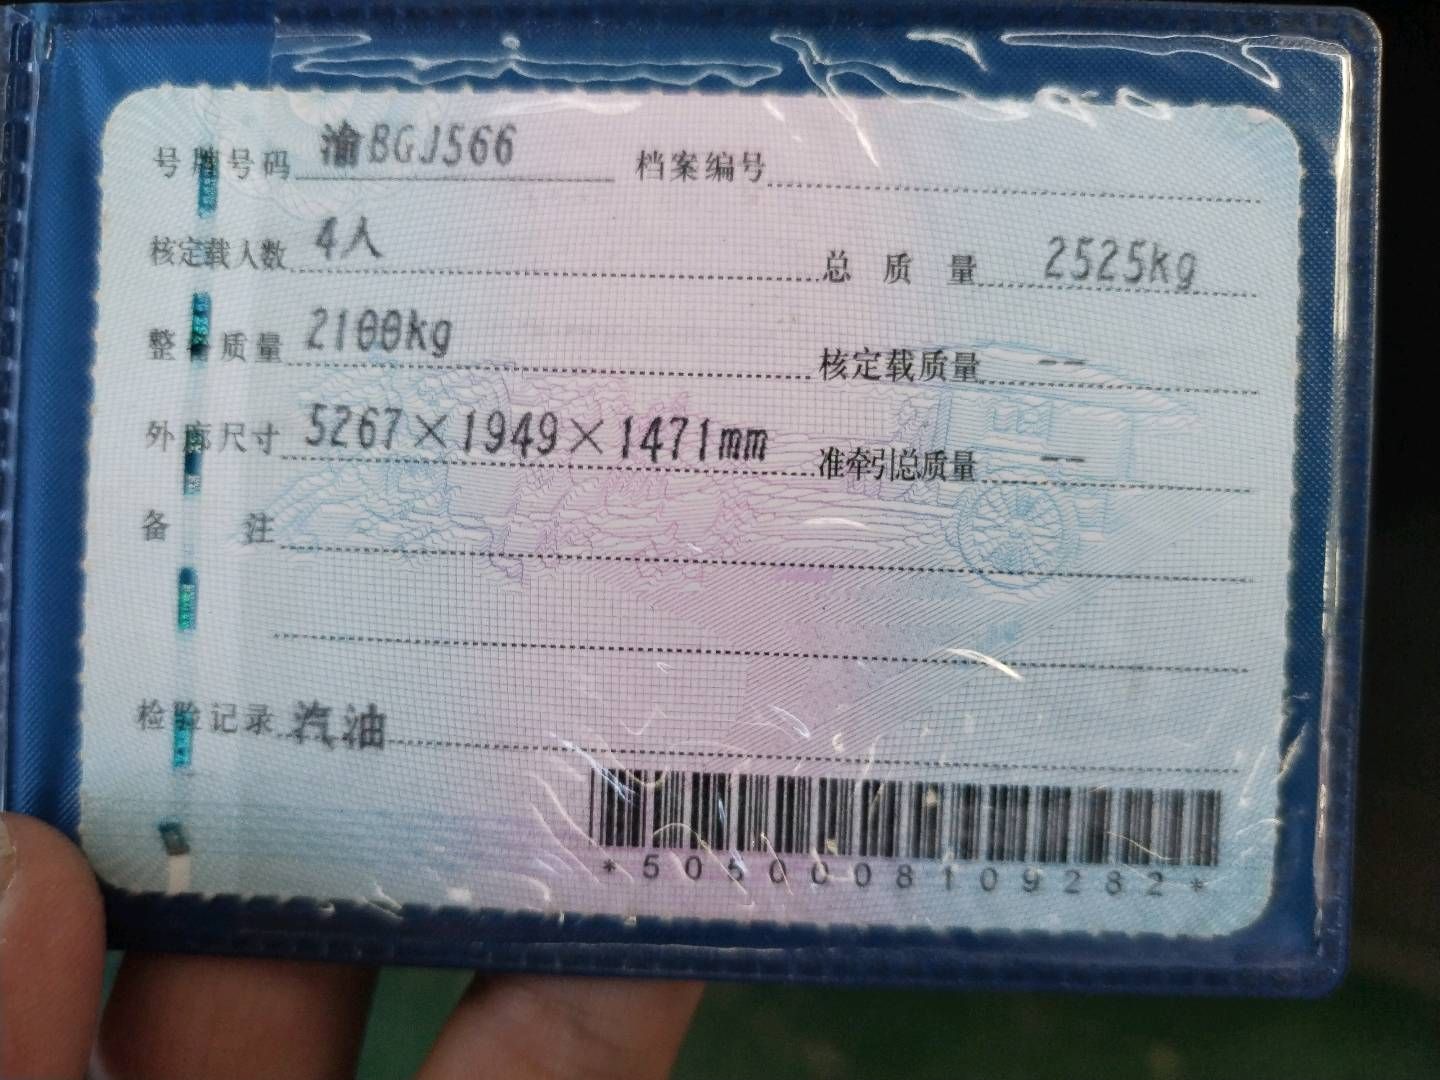 号牌号码 渝BGJ566 档案编号
核定载人数 4人 总质量 2525kg
整备质量 2100kg 核定载质量 --
外廓尺寸 5267×1949×1471mm 准牵引总质量 --
备注
检验记录 汽油
*5050008109282*